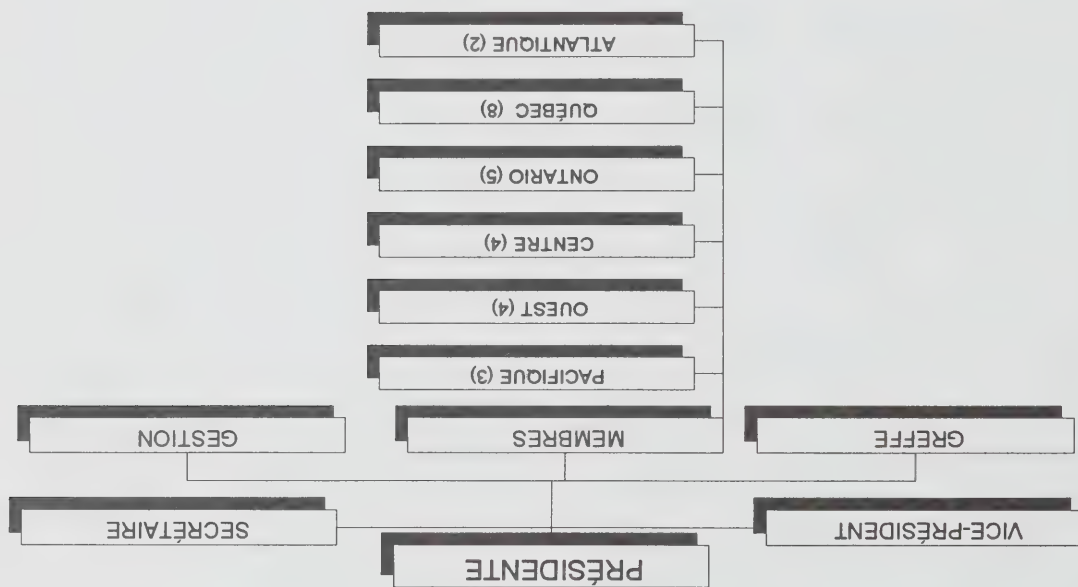 PRÉSIDENTE
VICE-PRÉSIDENT
SECRÉTAIRE
GREFFE
MEMBRES
GESTION
PACIFIQUE (3)
OUEST (4)
CENTRE (4)
ONTARIO (5)
QUÉBEC (8)
ATLANTIQUE (2)